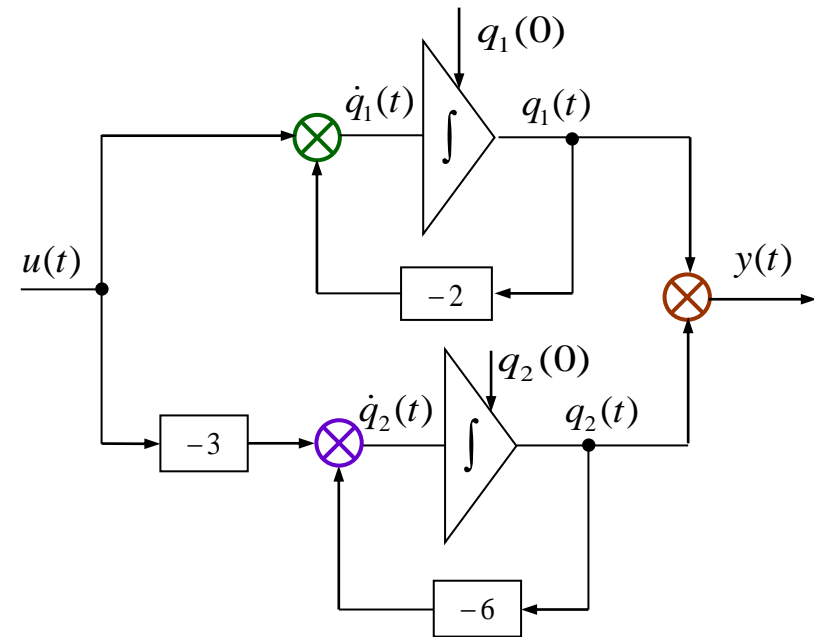 q₁(0)
q̇₁(t)
q₁(t)
∫
u(t)
−2
y(t)
q₂(0)
q̇₂(t)
q₂(t)
−3
∫
−6